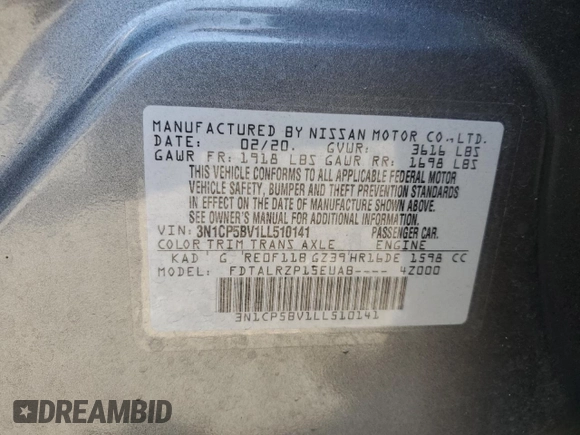 MANUFACTURED BY NISSAN MOTOR CO.,LTD.
DATE: 02/20. GVWR: 3616 LBS
GAWR FR: 1918 LBS GAWR RR: 1698 LBS
THIS VEHICLE CONFORMS TO ALL APPLICABLE FEDERAL MOTOR
VEHICLE SAFETY, BUMPER AND THEFT PREVENTION STANDARDS
IN EFFECT ON THE DATE OF MANUFACTURE SHOWN ABOVE.
SEE OWNER'S MANUAL FOR ADDITIONAL INFORMATION.
VIN: 3N1CP5BV1LL510141 PASSENGER CAR.
COLOR TRIM TRANS AXLE ENGINE
KAD ' G 'RE0F11B GZ39'HR16DE 1598 CC
MODEL: FDTALRZP15EUAB---- 4Z000
3N1CP5BV1LL510141
DREAMBID